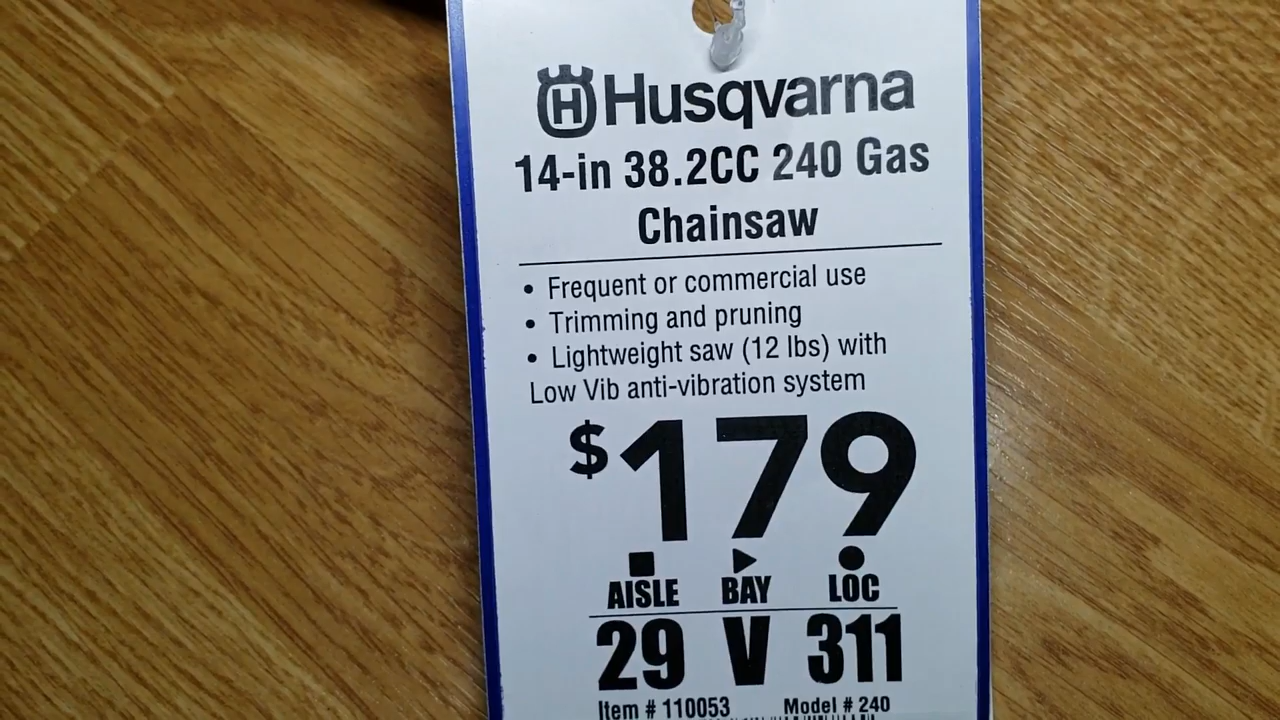 Husqvarna
14-in 38.2CC 240 Gas
Chainsaw
• Frequent or commercial use
• Trimming and pruning
• Lightweight saw (12 lbs) with
Low Vib anti-vibration system
$179
AISLE BAY LOC
29 V 311
Item # 110053 Model # 240